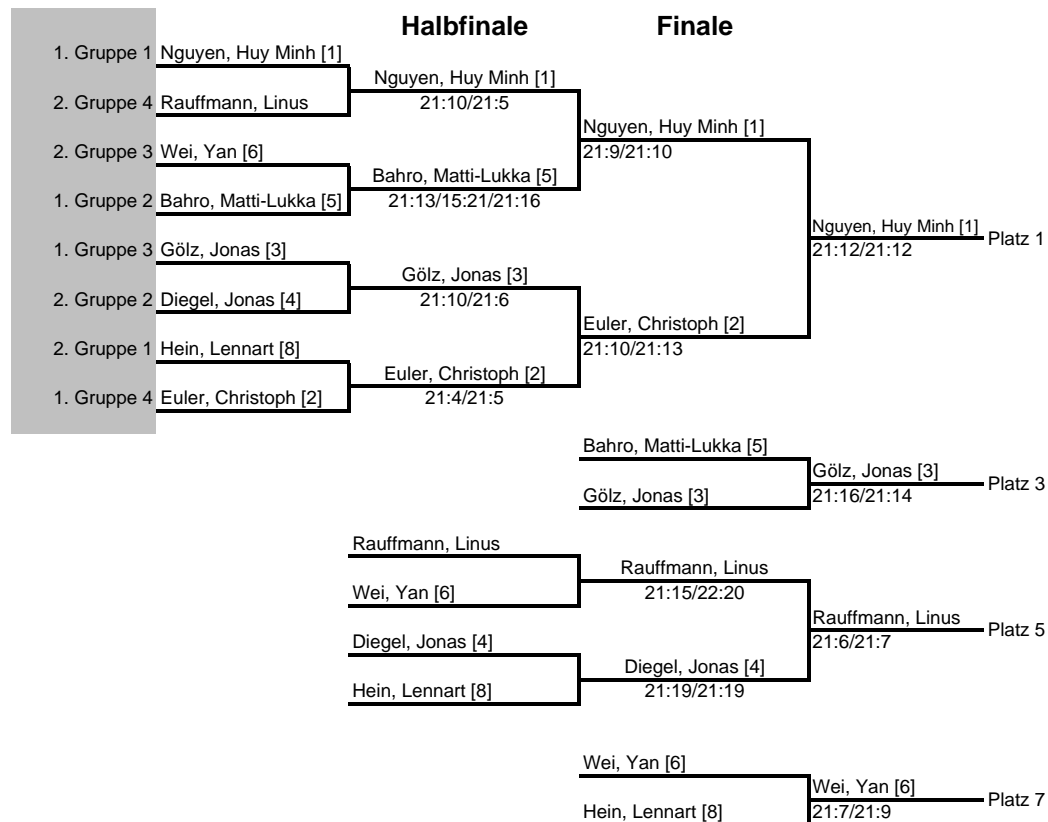 Halbfinale Finale
1. Gruppe 1 Nguyen, Huy Minh [1]
Nguyen, Huy Minh [1]
2. Gruppe 4 Rauffmann, Linus
21:10/21:5
Nguyen, Huy Minh [1]
2. Gruppe 3 Wei, Yan [6]
21:9/21:10
Bahro, Matti-Lukka [5]
1. Gruppe 2 Bahro, Matti-Lukka [5]
21:13/15:21/21:16
Nguyen, Huy Minh [1]
Platz 1
1. Gruppe 3 Gölz, Jonas [3]
21:12/21:12
Gölz, Jonas [3]
2. Gruppe 2 Diegel, Jonas [4]
21:10/21:6
Euler, Christoph [2]
2. Gruppe 1 Hein, Lennart [8]
21:10/21:13
Euler, Christoph [2]
1. Gruppe 4 Euler, Christoph [2]
21:4/21:5
Bahro, Matti-Lukka [5]
Gölz, Jonas [3]
Platz 3
Gölz, Jonas [3]
21:16/21:14
Rauffmann, Linus
Rauffmann, Linus
Wei, Yan [6]
21:15/22:20
Rauffmann, Linus
Platz 5
Diegel, Jonas [4]
21:6/21:7
Diegel, Jonas [4]
Hein, Lennart [8]
21:19/21:19
Wei, Yan [6]
Wei, Yan [6]
Platz 7
Hein, Lennart [8]
21:7/21:9